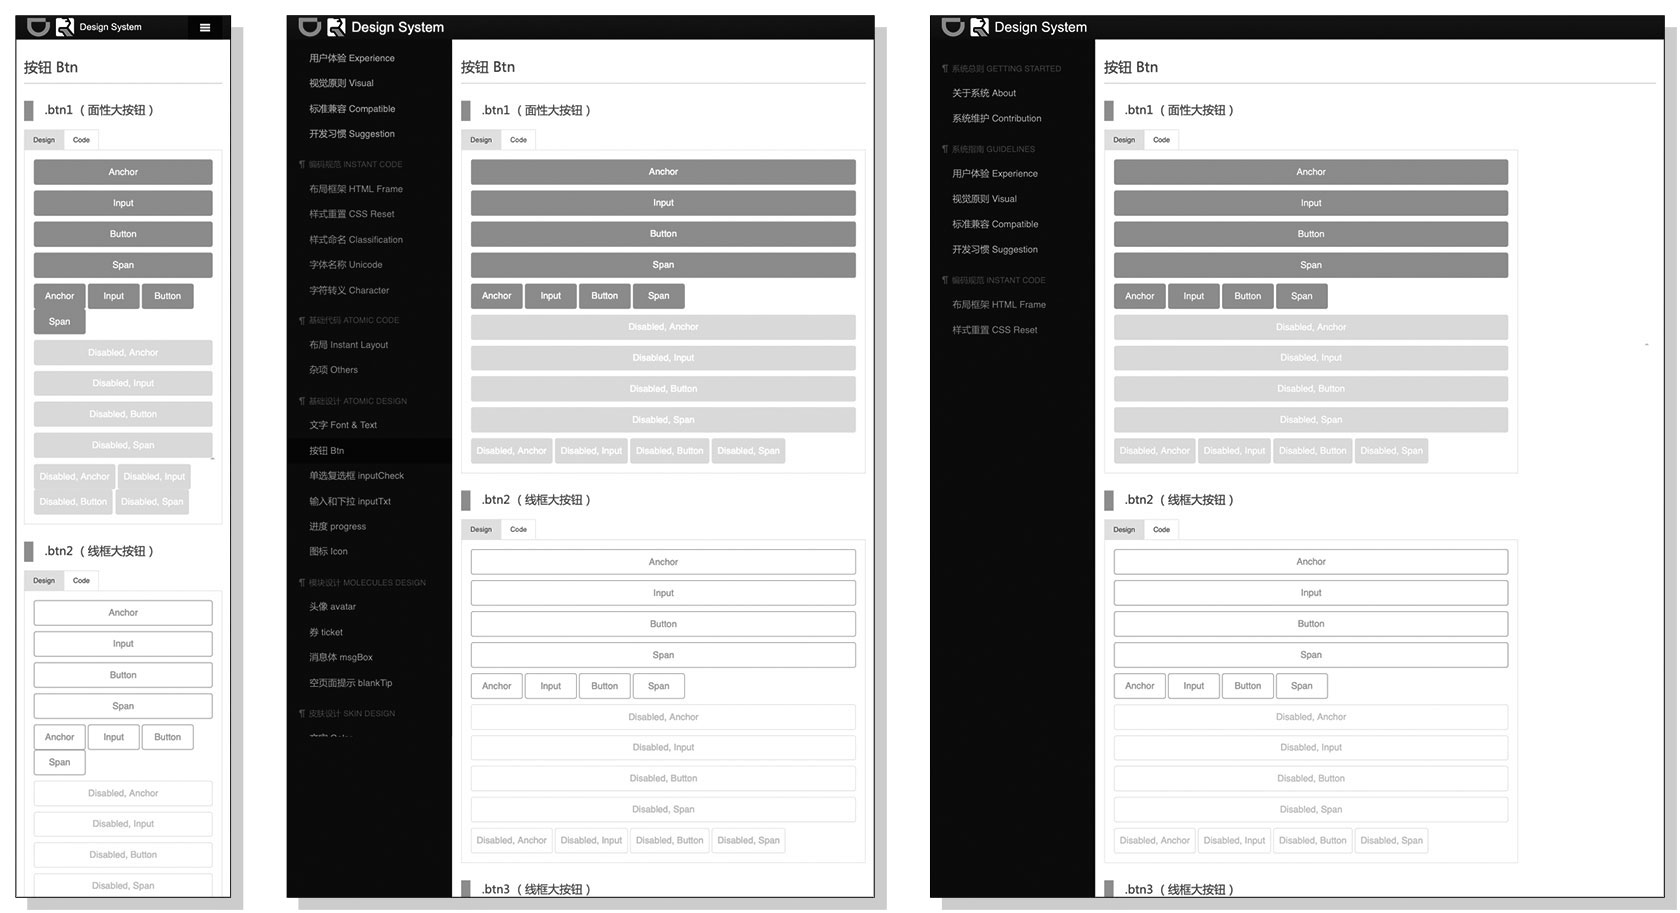 Design System
按钮 Btn
.btn1（面性大按钮）
Design Code
Anchor
Input
Button
Span
Anchor Input Button
Span
Disabled, Anchor
Disabled, Input
Disabled, Button
Disabled, Span
Disabled, Anchor Disabled, Input
Disabled, Button Disabled, Span
.btn2（线框大按钮）
Design Code
Anchor
Input
Button
Span
Anchor Input Button
Span
Disabled, Anchor
Disabled, Input
Disabled, Button
Disabled, Span
Design System
用户体验 Experience
视觉原则 Visual
标准兼容 Compatible
开发习惯 Suggestion
¶ 编码规范 INSTANT CODE
布局框架 HTML Frame
样式重置 CSS Reset
样式命名 Classification
字体名称 Unicode
字符转义 Character
¶ 基础代码 ATOMIC CODE
布局 Instant Layout
杂项 Others
¶ 基础设计 ATOMIC DESIGN
文字 Font & Text
按钮 Btn
单选复选框 inputCheck
输入和下拉 inputTxt
进度 progress
图标 Icon
¶ 模块设计 MOLECULES DESIGN
头像 avatar
券 ticket
消息体 msgBox
空页面提示 blankTip
¶ 皮肤设计 SKIN DESIGN
按钮 Btn
.btn1（面性大按钮）
Design Code
Anchor
Input
Button
Span
Anchor Input Button Span
Disabled, Anchor
Disabled, Input
Disabled, Button
Disabled, Span
Disabled, Anchor Disabled, Input Disabled, Button Disabled, Span
.btn2（线框大按钮）
Design Code
Anchor
Input
Button
Span
Anchor Input Button Span
Disabled, Anchor
Disabled, Input
Disabled, Button
Disabled, Span
Disabled, Anchor Disabled, Input Disabled, Button Disabled, Span
.btn3（线框大按钮）
Design System
¶ 系统总则 GETTING STARTED
关于系统 About
系统维护 Contribution
¶ 系统指南 GUIDELINES
用户体验 Experience
视觉原则 Visual
标准兼容 Compatible
开发习惯 Suggestion
¶ 编码规范 INSTANT CODE
布局框架 HTML Frame
样式重置 CSS Reset
按钮 Btn
.btn1（面性大按钮）
Design Code
Anchor
Input
Button
Span
Anchor Input Button Span
Disabled, Anchor
Disabled, Input
Disabled, Button
Disabled, Span
Disabled, Anchor Disabled, Input Disabled, Button Disabled, Span
.btn2（线框大按钮）
Design Code
Anchor
Input
Button
Span
Anchor Input Button Span
Disabled, Anchor
Disabled, Input
Disabled, Button
Disabled, Span
Disabled, Anchor Disabled, Input Disabled, Button Disabled, Span
.btn3（线框大按钮）